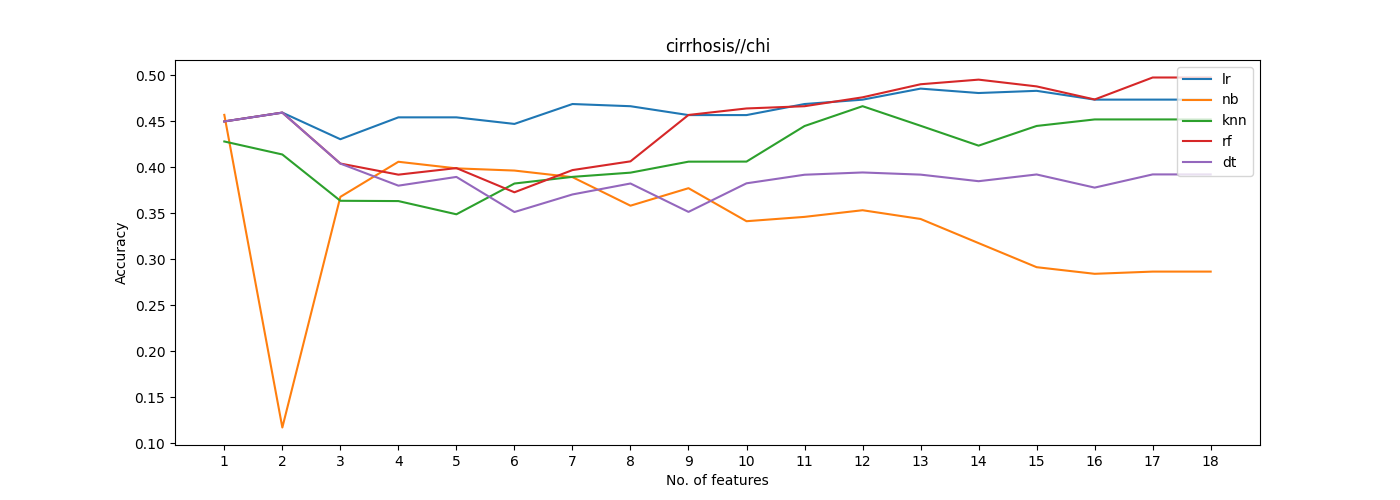 cirrhosis//chi
0.50
0.45
0.40
0.35
0.30
0.25
0.20
0.15
0.10
Accuracy
lr
nb
knn
rf
dt
1 2 3 4 5 6 7 8 9 10 11 12 13 14 15 16 17 18
No. of features